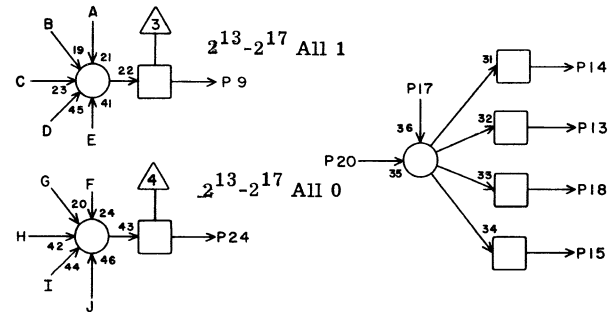 A
B
3
2^13-2^17 All 1
19
21
C
23
22
P9
45
41
D
E
G
F
4
2^13-2^17 All 0
20
24
H
42
43
P24
44
46
I
J
31
P14
P17
36
32
P13
P20
35
33
P18
34
P15